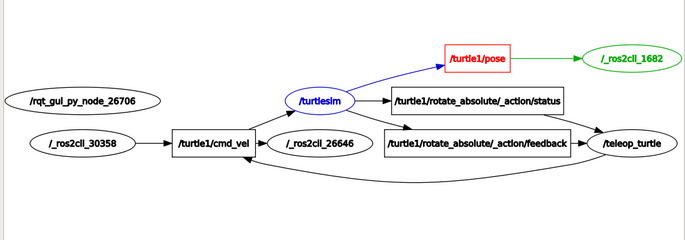 /turtle1/pose
/_ros2cli_1682
/rqt_gui_py_node_26706
/turtlesim
/turtle1/rotate_absolute/_action/status
/_ros2cli_30358
/turtle1/cmd_vel
/_ros2cli_26646
/turtle1/rotate_absolute/_action/feedback
/teleop_turtle